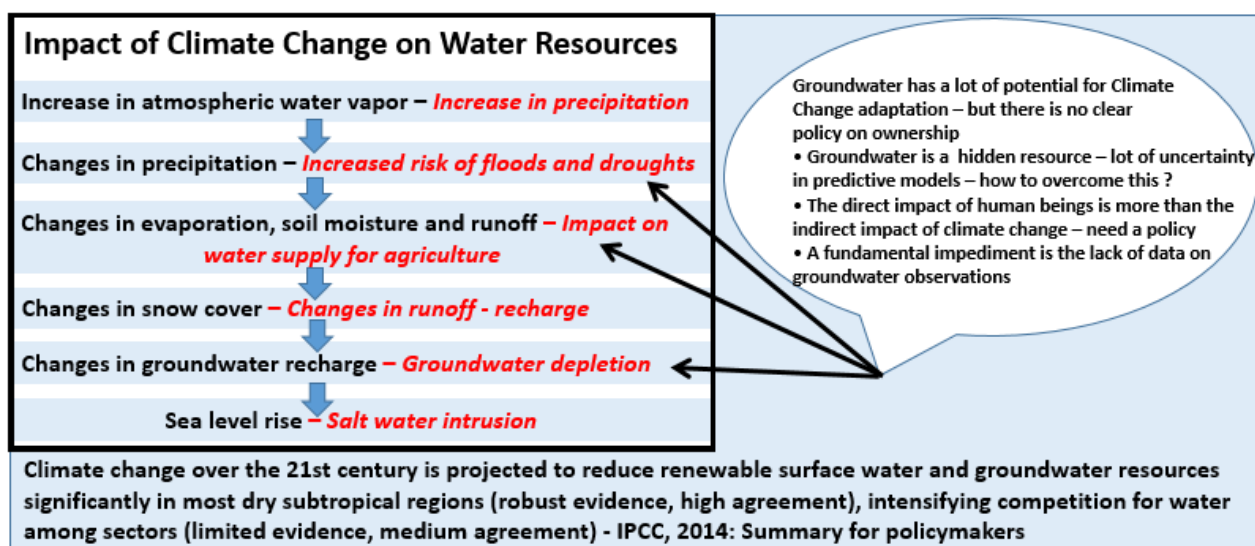 Impact of Climate Change on Water Resources
Increase in atmospheric water vapor – Increase in precipitation
Changes in precipitation – Increased risk of floods and droughts
Changes in evaporation, soil moisture and runoff – Impact on
water supply for agriculture
Changes in snow cover – Changes in runoff - recharge
Changes in groundwater recharge – Groundwater depletion
Sea level rise – Salt water intrusion
Groundwater has a lot of potential for Climate
Change adaptation – but there is no clear
policy on ownership
• Groundwater is a hidden resource – lot of uncertainty
in predictive models – how to overcome this ?
• The direct impact of human beings is more than the
indirect impact of climate change – need a policy
• A fundamental impediment is the lack of data on
groundwater observations
Climate change over the 21st century is projected to reduce renewable surface water and groundwater resources
significantly in most dry subtropical regions (robust evidence, high agreement), intensifying competition for water
among sectors (limited evidence, medium agreement) - IPCC, 2014: Summary for policymakers